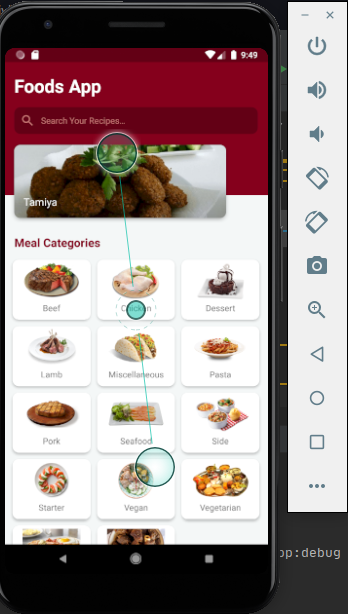 9:49
Foods App
Search Your Recipes...
Tamiya
Meal Categories
Beef
Chicken
Dessert
Lamb
Miscellaneous
Pasta
Pork
Seafood
Side
Starter
Vegan
Vegetarian
op:debug